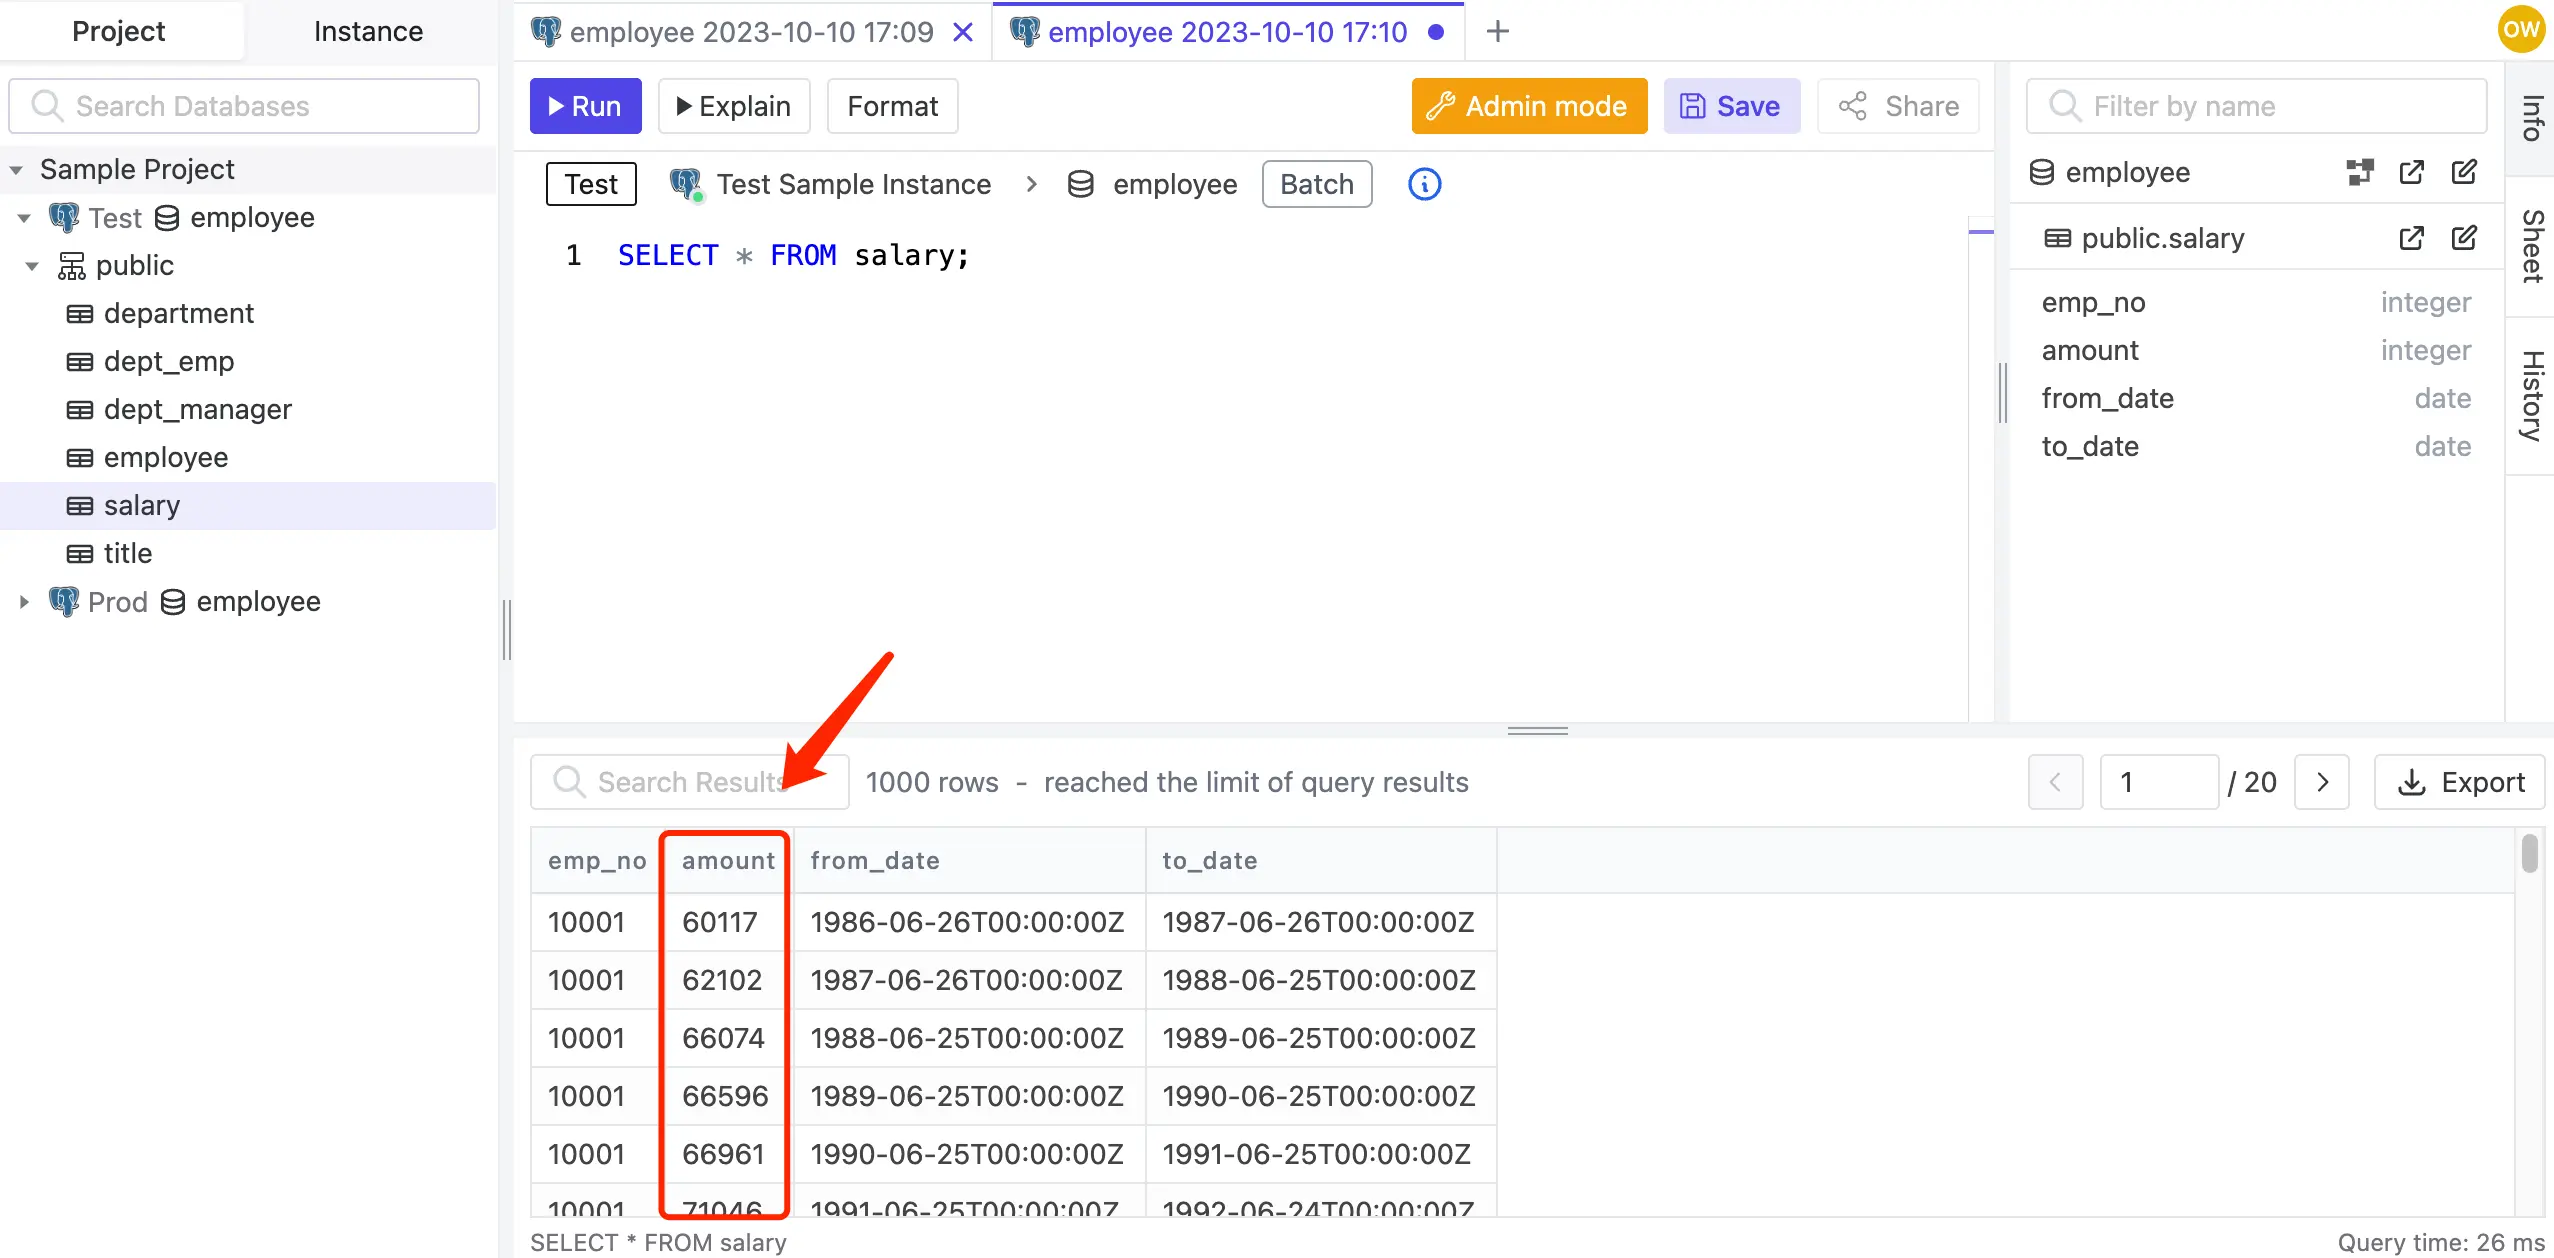 Project Instance
Search Databases
Sample Project
Test employee
public
department
dept_emp
dept_manager
employee
salary
title
Prod employee
employee 2023-10-10 17:09 employee 2023-10-10 17:10
OW
Run Explain Format Admin mode Save Share
Test Test Sample Instance employee Batch
1 SELECT * FROM salary;
Filter by name
employee
public.salary
emp_no integer
amount integer
from_date date
to_date date
Info
Sheet
History
Search Results 1000 rows - reached the limit of query results 1 / 20 Export
emp_no amount from_date to_date
10001 60117 1986-06-26T00:00:00Z 1987-06-26T00:00:00Z
10001 62102 1987-06-26T00:00:00Z 1988-06-25T00:00:00Z
10001 66074 1988-06-25T00:00:00Z 1989-06-25T00:00:00Z
10001 66596 1989-06-25T00:00:00Z 1990-06-25T00:00:00Z
10001 66961 1990-06-25T00:00:00Z 1991-06-25T00:00:00Z
10001 71046 1991-06-25T00:00:00Z 1992-06-24T00:00:00Z
SELECT * FROM salary Query time: 26 ms